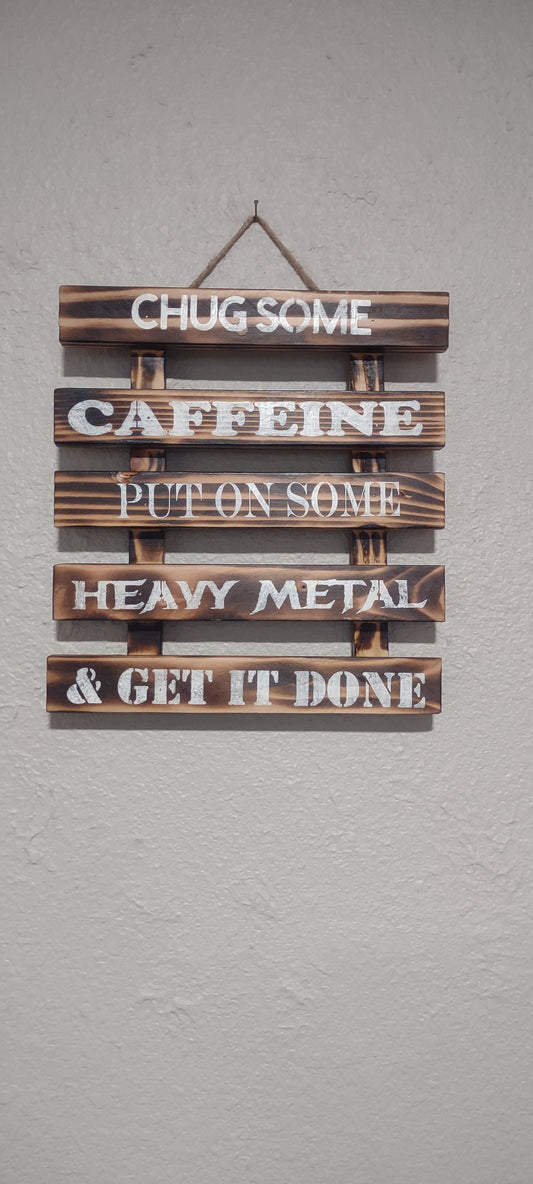 CHUG SOME
CAFFEINE
PUT ON SOME
HEAVY METAL
& GET IT DONE